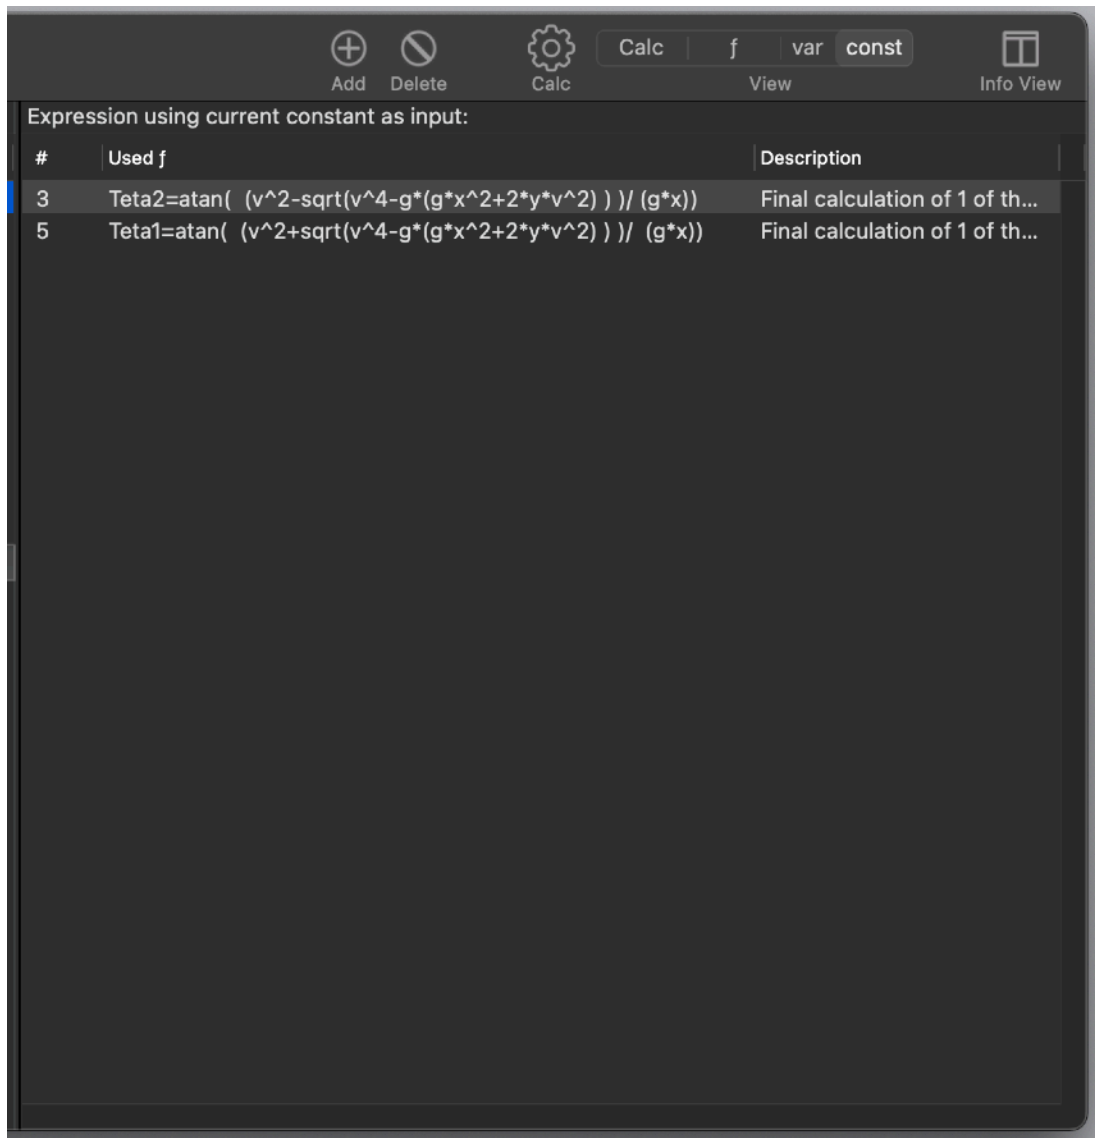 Calc ƒ var const
Add Delete Calc View Info View
Expression using current constant as input:
# Used ƒ Description
3 Teta2=atan( (v^2-sqrt(v^4-g*(g*x^2+2*y*v^2) ) )/ (g*x)) Final calculation of 1 of th...
5 Teta1=atan( (v^2+sqrt(v^4-g*(g*x^2+2*y*v^2) ) )/ (g*x)) Final calculation of 1 of th...